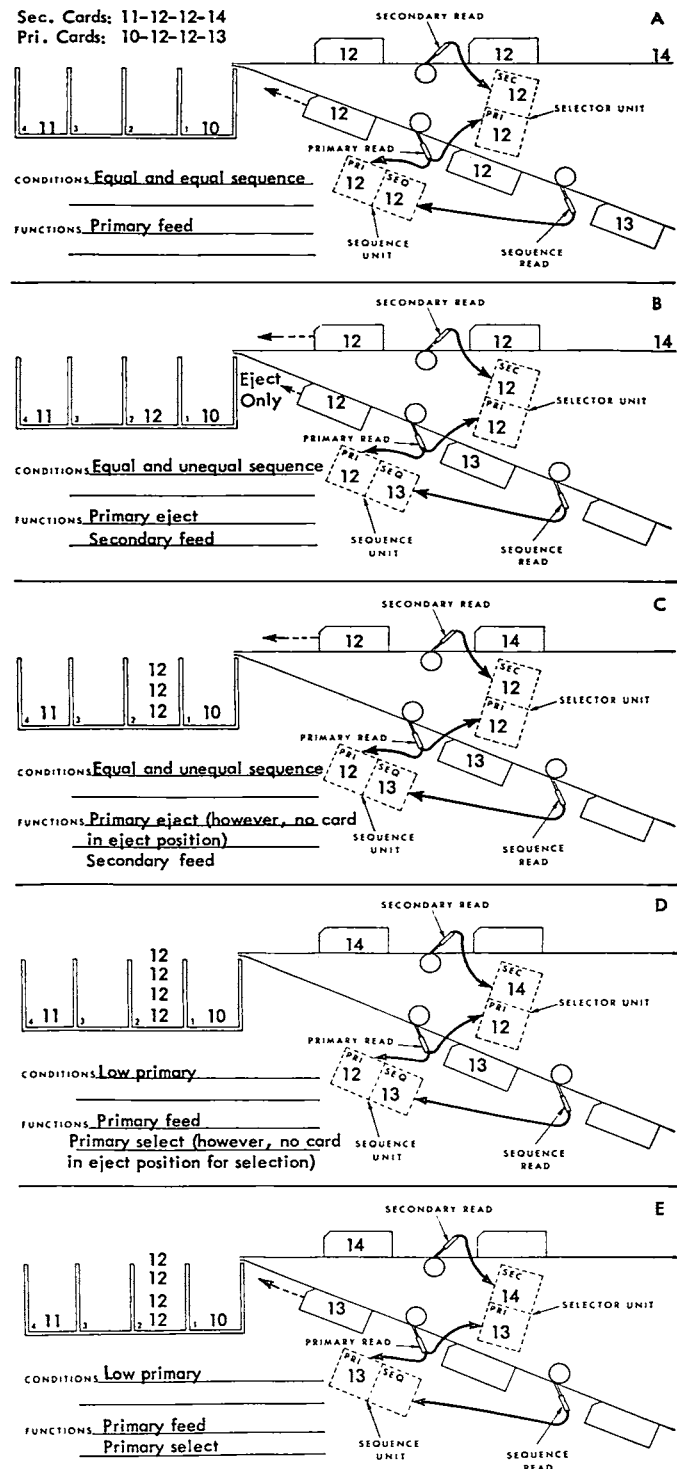 Sec. Cards: 11-12-12-14
Pri. Cards: 10-12-12-13
A
SECONDARY READ
12 12 14
SEC
12
SELECTOR UNIT
PRI
12
12
PRIMARY READ
12
4 11 3 2 1 10
PRI SEQ
12 12
13
CONDITIONS Equal and equal sequence
FUNCTIONS Primary feed
SEQUENCE UNIT
SEQUENCE READ
B
SECONDARY READ
12 12 14
SEC
12
SELECTOR UNIT
PRI
12
Eject
Only
12
PRIMARY READ
13
4 11 3 2 12 1 10
PRI SEQ
12 13
CONDITIONS Equal and unequal sequence
FUNCTIONS Primary eject
Secondary feed
SEQUENCE UNIT
SEQUENCE READ
C
SECONDARY READ
12 14
SEC
12
SELECTOR UNIT
PRI
12
PRIMARY READ
13
12
12
4 11 3 2 12 1 10
PRI SEQ
12 13
CONDITIONS Equal and unequal sequence
FUNCTIONS Primary eject (however, no card
in eject position)
Secondary feed
SEQUENCE UNIT
SEQUENCE READ
D
SECONDARY READ
14
SEC
14
SELECTOR UNIT
PRI
12
PRIMARY READ
13
12
12
12
4 11 3 2 12 1 10
PRI SEQ
12 13
CONDITIONS Low primary
FUNCTIONS Primary feed
Primary select (however, no card
in eject position for selection)
SEQUENCE UNIT
SEQUENCE READ
E
SECONDARY READ
14
SEC
14
SELECTOR UNIT
PRI
13
13
PRIMARY READ
12
12
12
4 11 3 2 12 1 10
PRI SEQ
13
CONDITIONS Low primary
FUNCTIONS Primary feed
Primary select
SEQUENCE UNIT
SEQUENCE READ